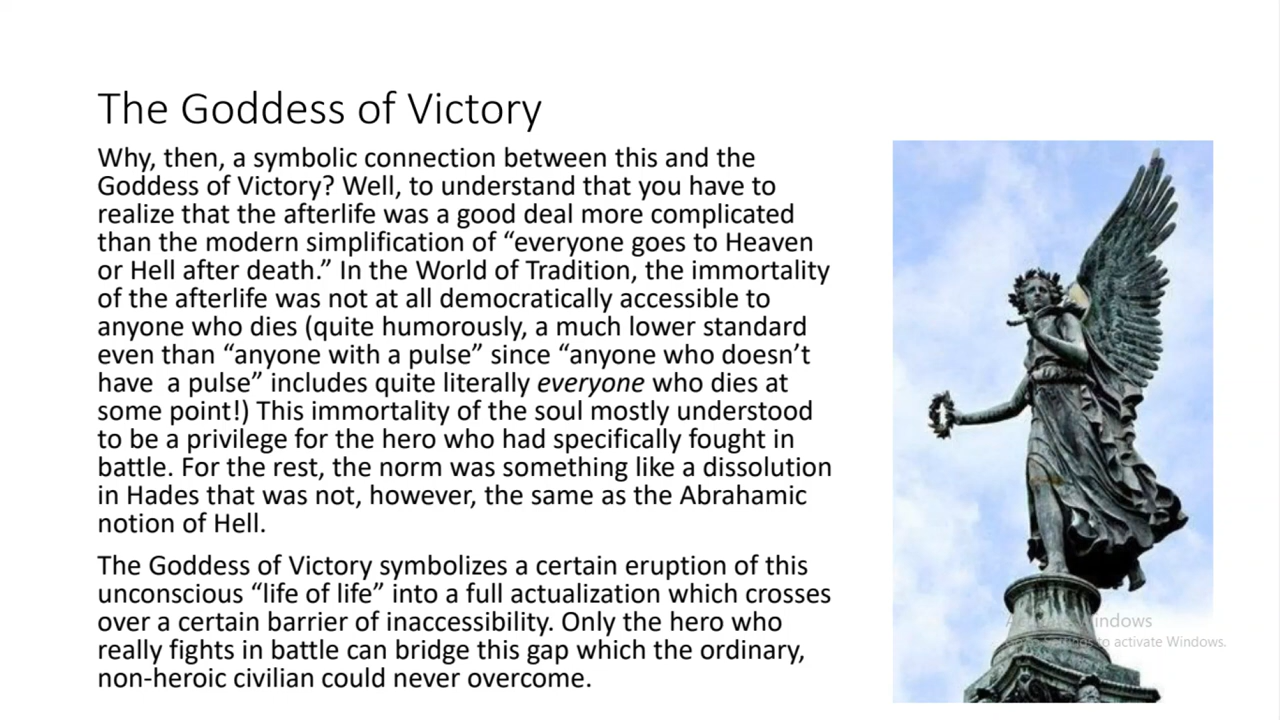 The Goddess of Victory
Why, then, a symbolic connection between this and the
Goddess of Victory? Well, to understand that you have to
realize that the afterlife was a good deal more complicated
than the modern simplification of “everyone goes to Heaven
or Hell after death.” In the World of Tradition, the immortality
of the afterlife was not at all democratically accessible to
anyone who dies (quite humorously, a much lower standard
even than “anyone with a pulse” since “anyone who doesn’t
have  a pulse” includes quite literally everyone who dies at
some point!) This immortality of the soul mostly understood
to be a privilege for the hero who had specifically fought in
battle. For the rest, the norm was something like a dissolution
in Hades that was not, however, the same as the Abrahamic
notion of Hell.
The Goddess of Victory symbolizes a certain eruption of this
unconscious “life of life” into a full actualization which crosses
over a certain barrier of inaccessibility. Only the hero who
really fights in battle can bridge this gap which the ordinary,
non-heroic civilian could never overcome.
to activate Windows.